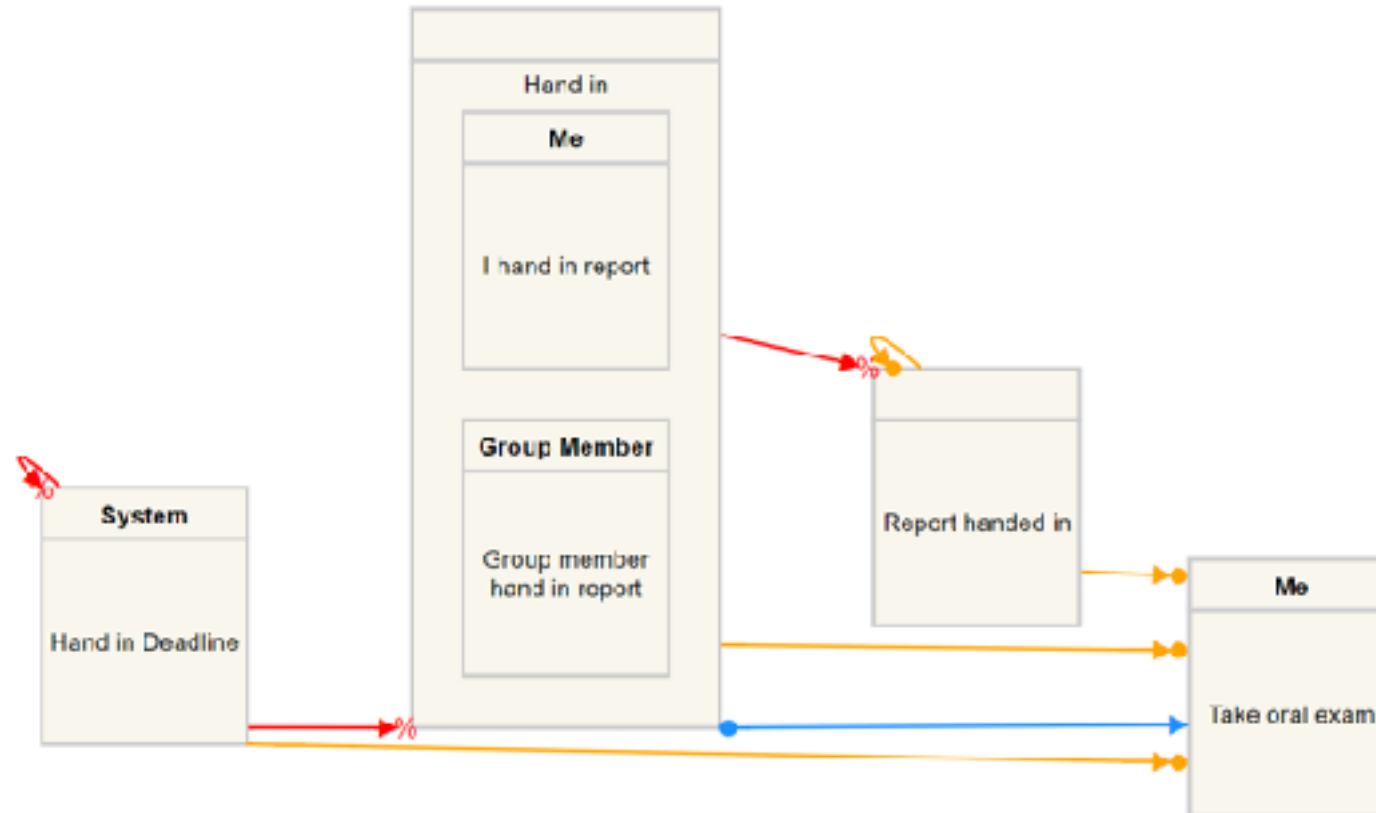 Hand in
Me
I hand in report
%
Group Member
Group member
hand in report
%
System
Hand in Deadline
%
Report handed in
Me
Take oral exam